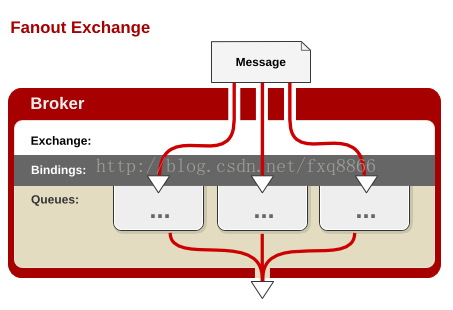 Fanout Exchange
Message
Broker
Exchange:
Bindings:
http://blog.csdn.net/fxq8866
Queues:
... ... ...